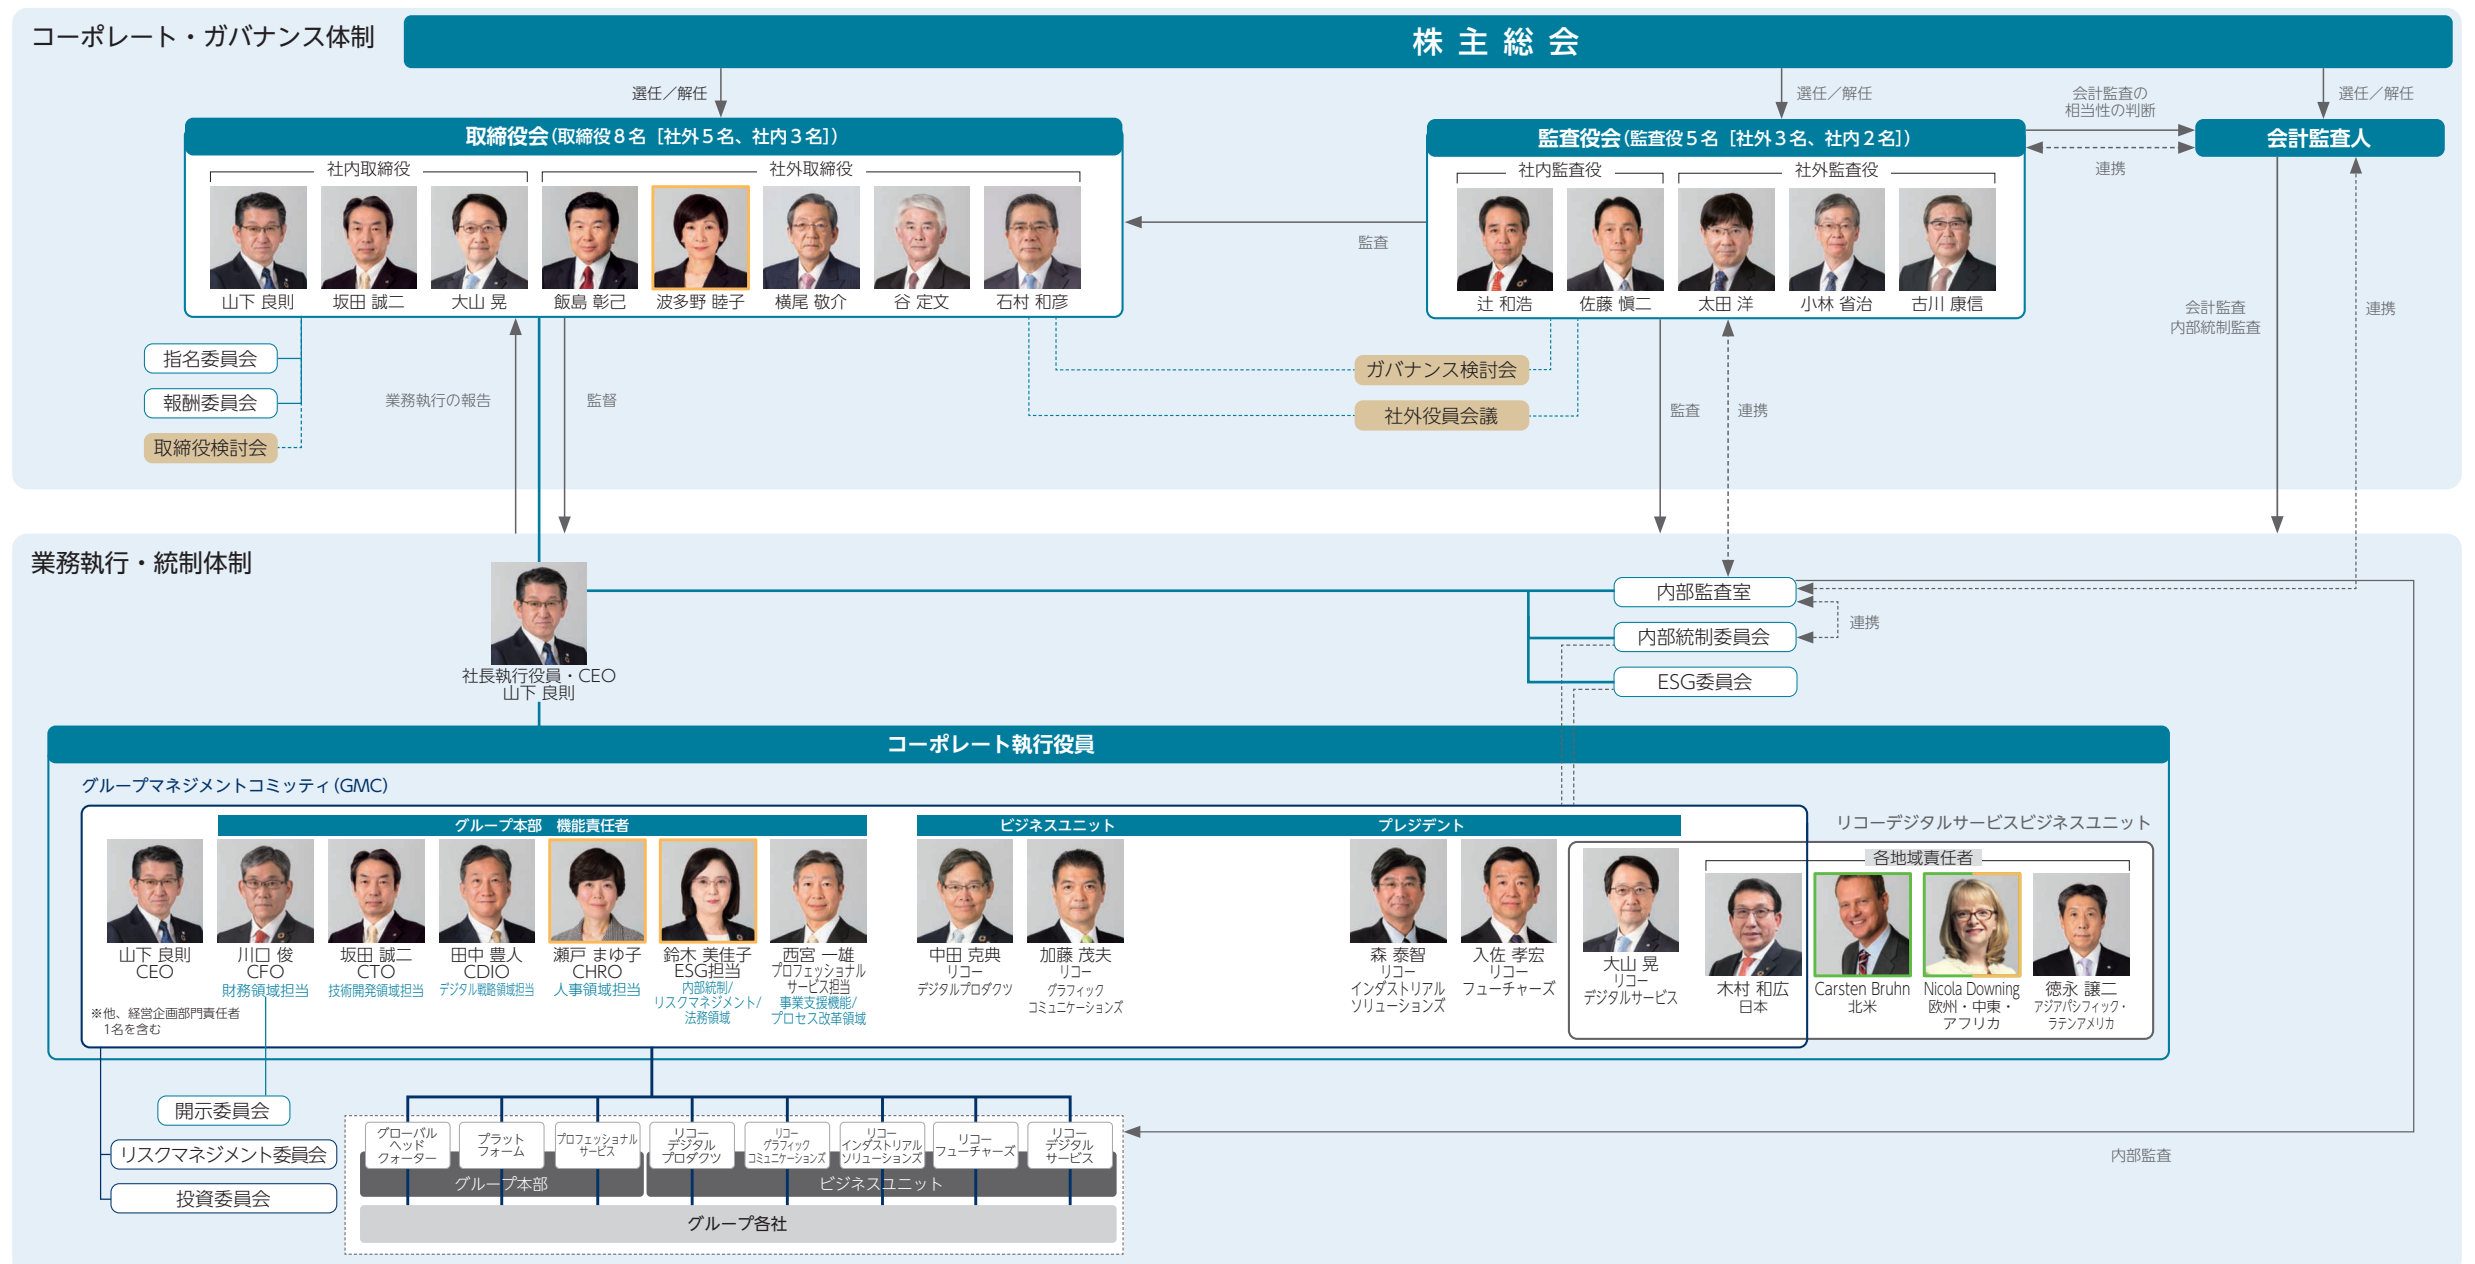 コーポレート・ガバナンス体制
株主総会
選任／解任
選任／解任
会計監査の
相当性の判断
選任／解任
取締役会(取締役8名［社外5名、社内3名］)
監査役会(監査役5名［社外3名、社内2名］)
会計監査人
連携
社内取締役
社外取締役
社内監査役
社外監査役
山下 良則
坂田 誠二
大山 晃
飯島 彰己
波多野 睦子
横尾 敬介
谷 定文
石村 和彦
監査
辻 和浩
佐藤 愼二
太田 洋
小林 省治
古川 康信
会計監査
内部統制監査
連携
指名委員会
報酬委員会
取締役検討会
業務執行の報告
監督
ガバナンス検討会
社外役員会議
監査
連携
業務執行・統制体制
社長執行役員・CEO
山下 良則
内部監査室
内部統制委員会
連携
ESG委員会
コーポレート執行役員
グループマネジメントコミッティ(GMC)
グループ本部　機能責任者
ビジネスユニット
プレジデント
リコーデジタルサービスビジネスユニット
各地域責任者
山下 良則
CEO
※他、経営企画部門責任者
1名を含む
川口 俊
CFO
財務領域担当
坂田 誠二
CTO
技術開発領域担当
田中 豊人
CDIO
デジタル戦略領域担当
瀬戸 まゆ子
CHRO
人事領域担当
鈴木 美佳子
ESG担当
内部統制/
リスクマネジメント/
法務領域
西宮 一雄
プロフェッショナル
サービス担当
事業支援機能/
プロセス改革領域
中田 克典
リコー
デジタルプロダクツ
加藤 茂夫
リコー
グラフィック
コミュニケーションズ
森 泰智
リコー
インダストリアル
ソリューションズ
入佐 孝宏
リコー
フューチャーズ
大山 晃
リコー
デジタルサービス
木村 和広
日本
Carsten Bruhn
北米
Nicola Downing
欧州・中東・
アフリカ
徳永 譲二
アジアパシフィック・
ラテンアメリカ
開示委員会
リスクマネジメント委員会
投資委員会
グローバル
ヘッド
クォーター
プラット
フォーム
プロフェッショナル
サービス
リコー
デジタル
プロダクツ
リコー
グラフィック
コミュニケーションズ
リコー
インダストリアル
ソリューションズ
リコー
フューチャーズ
リコー
デジタル
サービス
グループ本部
ビジネスユニット
グループ各社
内部監査